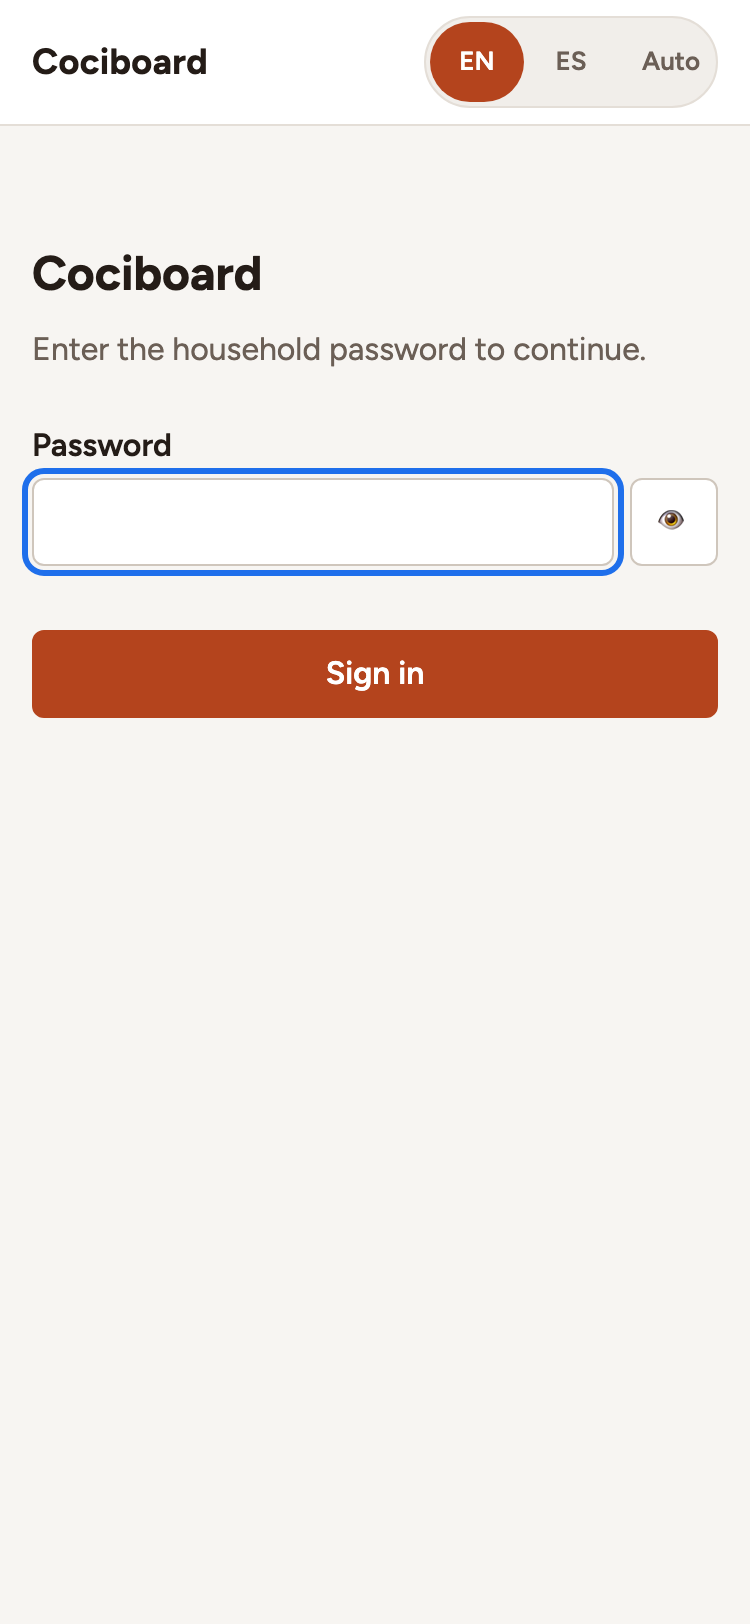 Cociboard
EN ES Auto
Cociboard
Enter the household password to continue.
Password
Sign in